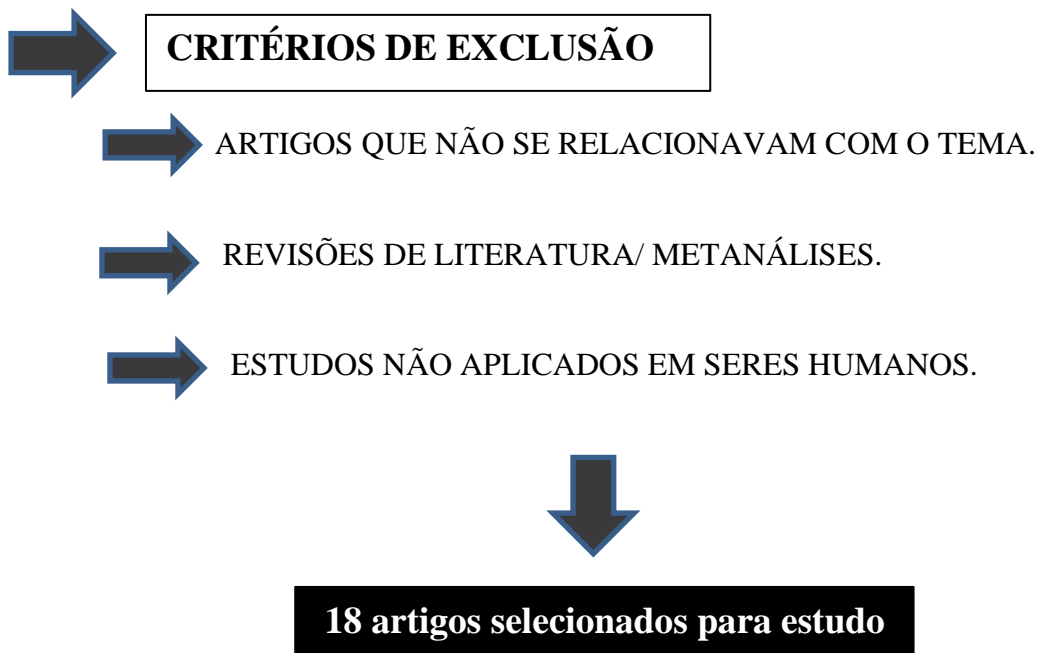 CRITÉRIOS DE EXCLUSÃO
ARTIGOS QUE NÃO SE RELACIONAVAM COM O TEMA.
REVISÕES DE LITERATURA/ METANÁLISES.
ESTUDOS NÃO APLICADOS EM SERES HUMANOS.
18 artigos selecionados para estudo